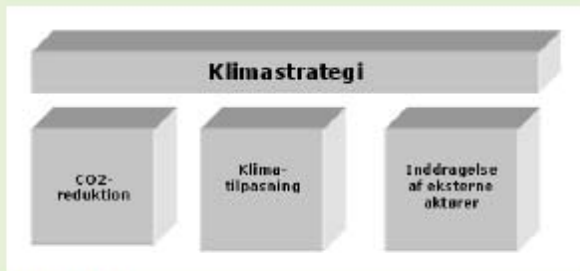 Klimastrategi
CO2-
reduktion
Klima-
tilpasning
Inddragelse
af eksterne
aktører